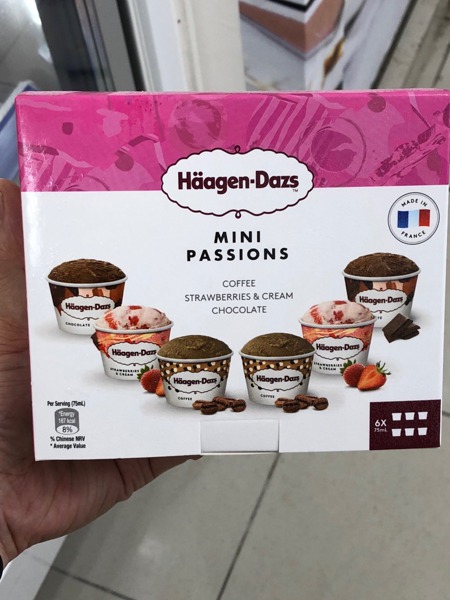 Häagen-Dazs
TM
MADE IN
FRANCE
MINI
PASSIONS
COFFEE
STRAWBERRIES & CREAM
CHOCOLATE
Häagen-Dazs
CHOCOLATE
Häagen-Dazs
STRAWBERRIES
& CREAM
Häagen-Dazs
COFFEE
Häagen-Dazs
COFFEE
Häagen-Dazs
STRAWBERRIES
& CREAM
Häagen-Dazs
Per Serving (75mL)
*Energy
167 kcal
8%
% Chinese NRV
* Average Value
6X
75mL